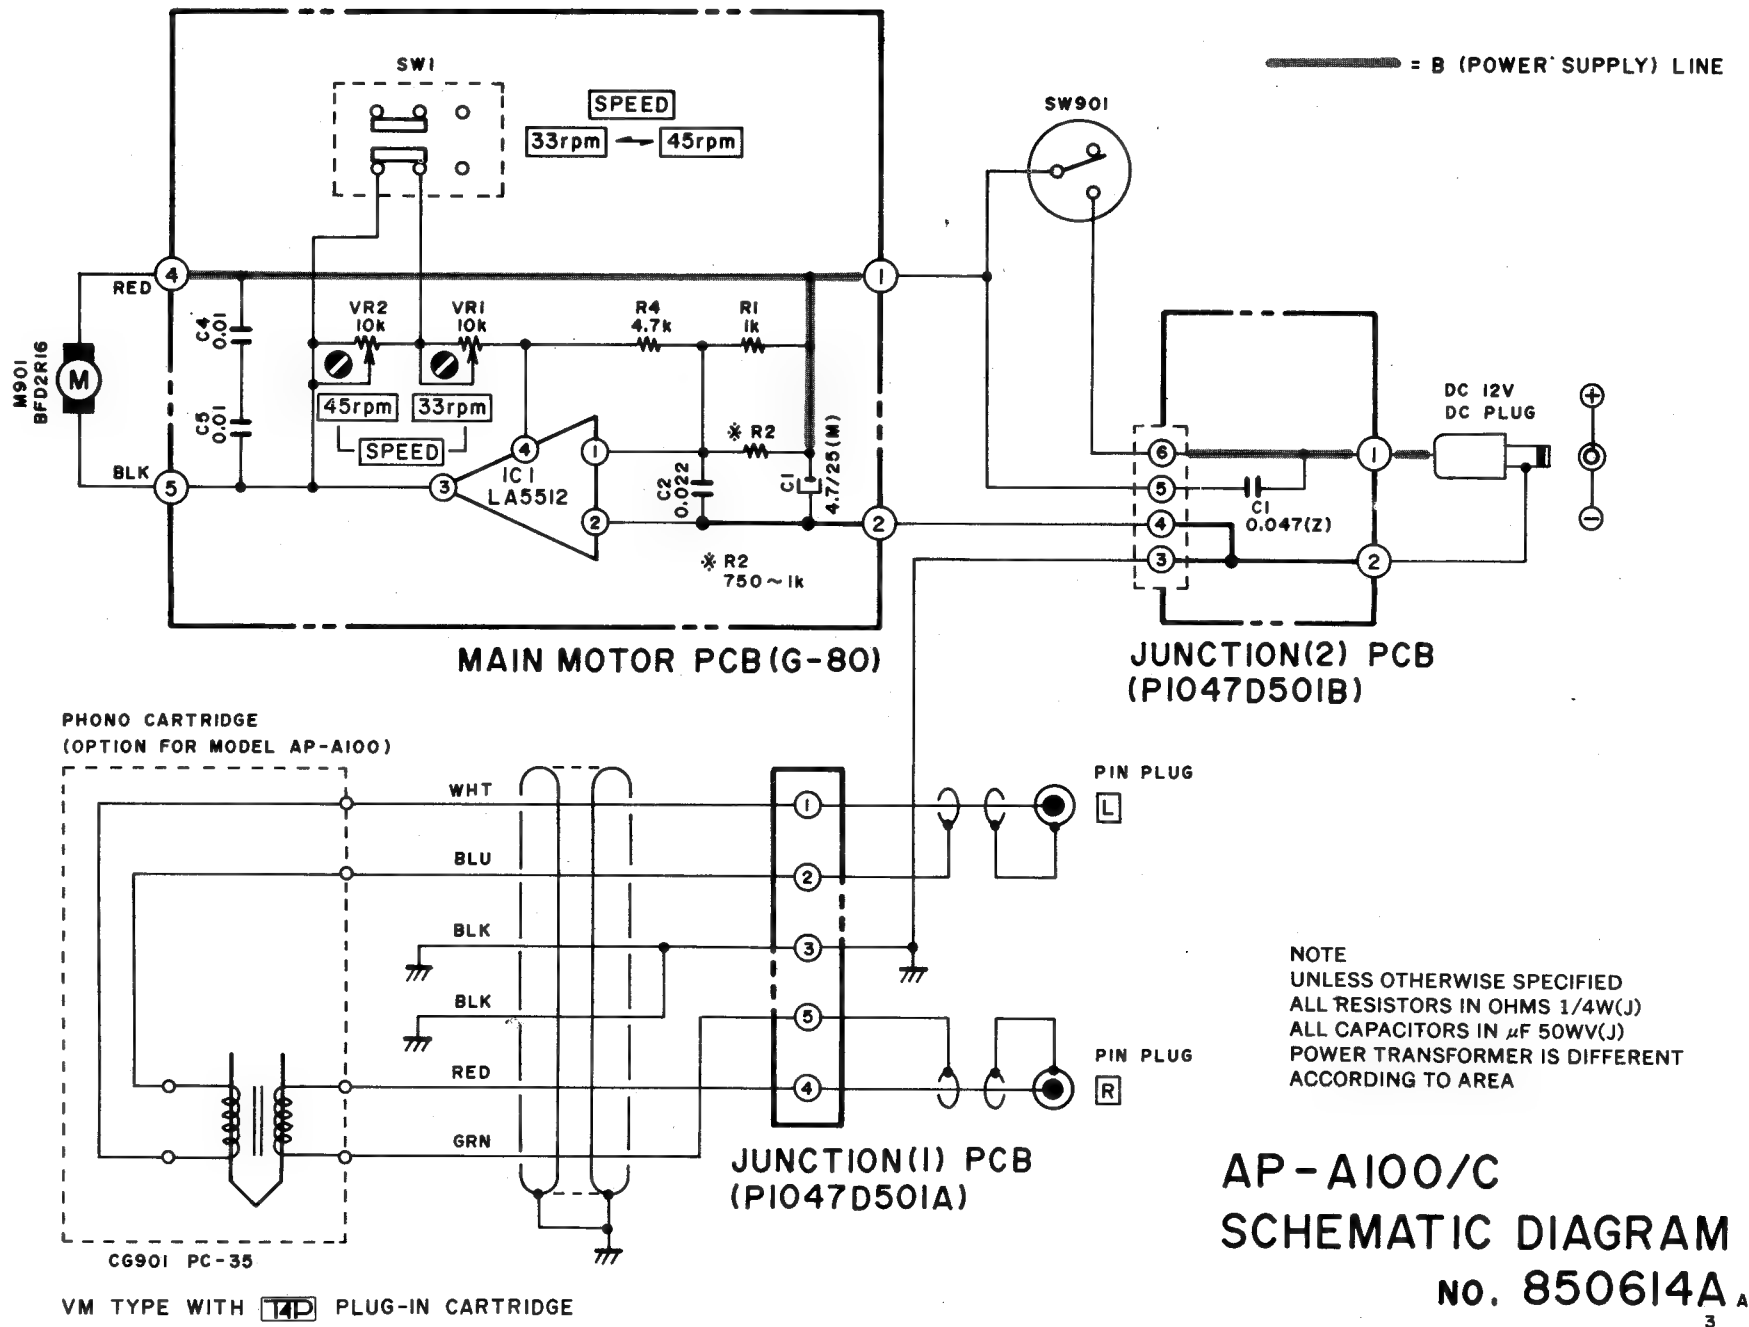 SW1
SPEED
33rpm
45rpm
= B (POWER SUPPLY) LINE
SW901
4
RED
1
VR2
10k
VR1
10k
R4
4.7k
R1
1k
C4
0.01
C5
0.01
M901
BFD2R16
M
45rpm
33rpm
SPEED
※ R2
4
1
IC1
LA5512
3
2
C2
0.022
C1
4.7/25(M)
BLK
5
2
※ R2
750~1k
MAIN MOTOR PCB(G-80)
DC 12V
DC PLUG
+
−
6
1
5
C1
0.047(Z)
4
3
2
JUNCTION(2) PCB
(P1047D501B)
PHONO CARTRIDGE
(OPTION FOR MODEL AP-A100)
WHT
1
PIN PLUG
L
BLU
2
BLK
3
BLK
5
RED
4
PIN PLUG
R
GRN
JUNCTION(1) PCB
(P1047D501A)
CG901 PC-35
VM TYPE WITH T4P PLUG-IN CARTRIDGE
NOTE
UNLESS OTHERWISE SPECIFIED
ALL RESISTORS IN OHMS 1/4W(J)
ALL CAPACITORS IN μF 50WV(J)
POWER TRANSFORMER IS DIFFERENT
ACCORDING TO AREA
AP-A100/C
SCHEMATIC DIAGRAM
NO. 850614A A
3